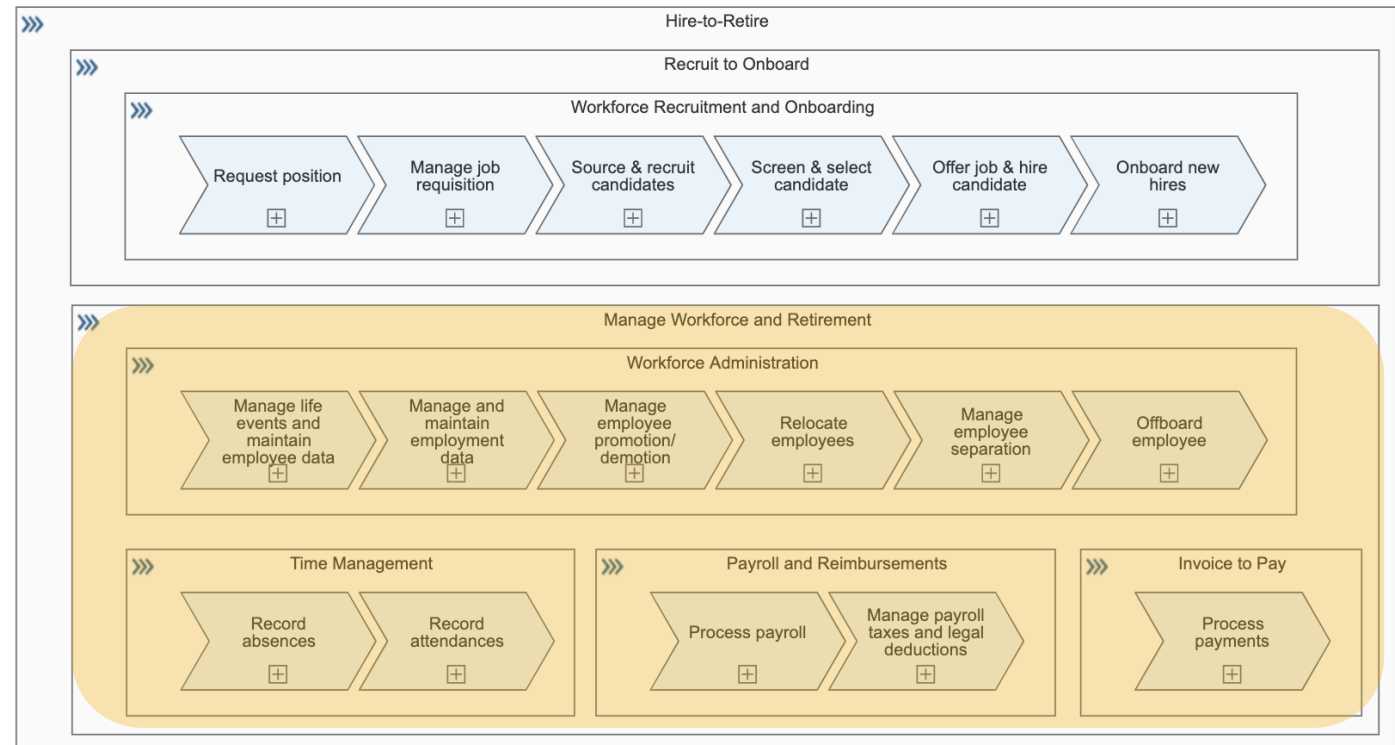 Hire-to-Retire
Recruit to Onboard
Workforce Recruitment and Onboarding
Request position
Manage job
requisition
Source & recruit
candidates
Screen & select
candidate
Offer job & hire
candidate
Onboard new
hires
Manage Workforce and Retirement
Workforce Administration
Manage life
events and
maintain
employee data
Manage and
maintain
employment
data
Manage
employee
promotion/
demotion
Relocate
employees
Manage
employee
separation
Offboard
employee
Time Management
Record
absences
Record
attendances
Payroll and Reimbursements
Process payroll
Manage payroll
taxes and legal
deductions
Invoice to Pay
Process
payments